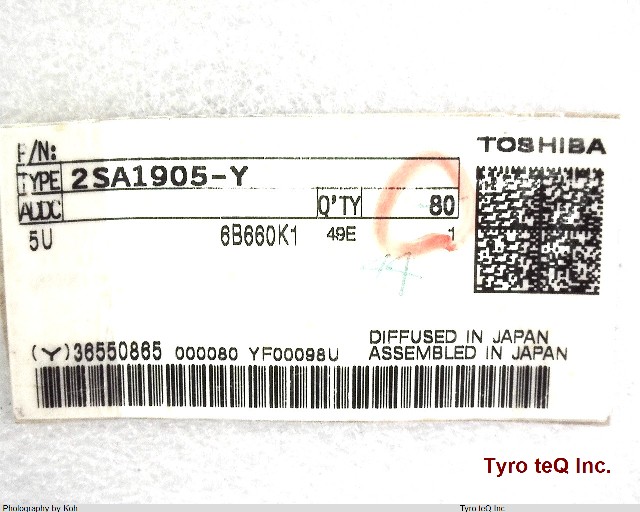 P/N:
TOSHIBA
TYPE 2SA1905-Y
ADDC Q'TY 80
5U 6B660K1 49E 1
DIFFUSED IN JAPAN
(Y)36550865 000080 YF00098U ASSEMBLED IN JAPAN
Tyro teQ Inc.
Photography by Koh Tyro teQ Inc